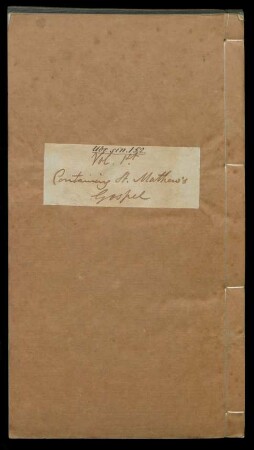 Vol. 1st
Containing St. Mathew's
Gospel